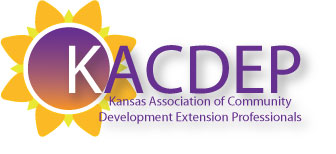 KACDEP
Kansas Association of Community
Development Extension Professionals